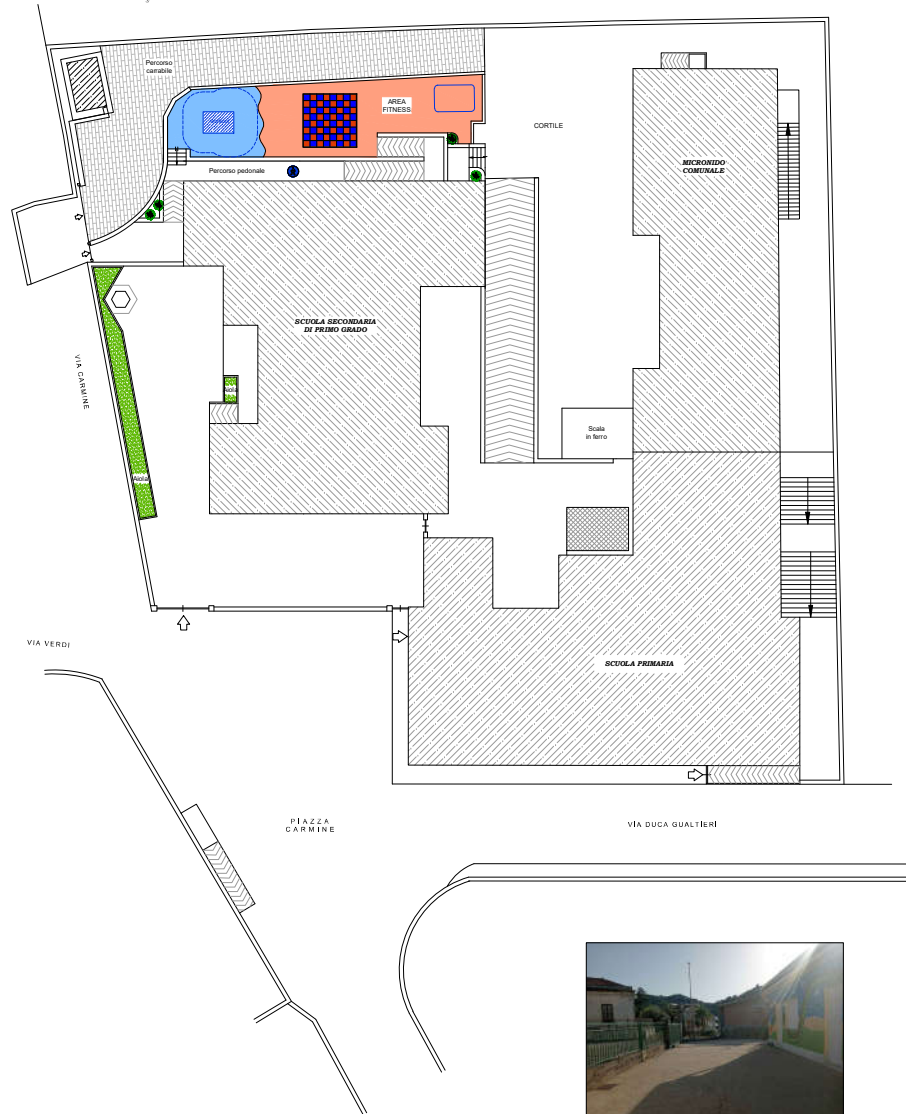 Percorso
carrabile
AREA
FITNESS
CORTILE
MICRONIDO
COMUNALE
Percorso pedonale
SCUOLA SECONDARIA
DI PRIMO GRADO
VIA CARMINE
Aiola
Scala
in ferro
Aiola
VIA VERDI
SCUOLA PRIMARIA
PIAZZA
CARMINE
VIA DUCA GUALTIERI